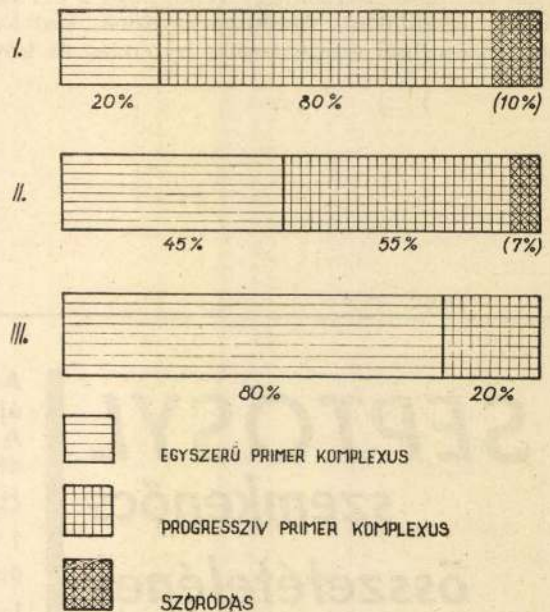 I.
20% 80% (10%)
II.
45% 55% (7%)
III.
80% 20%
EGYSZERŰ PRIMER KOMPLEXUS
PROGRESSZIV PRIMER KOMPLEXUS
SZÓRÓDÁS